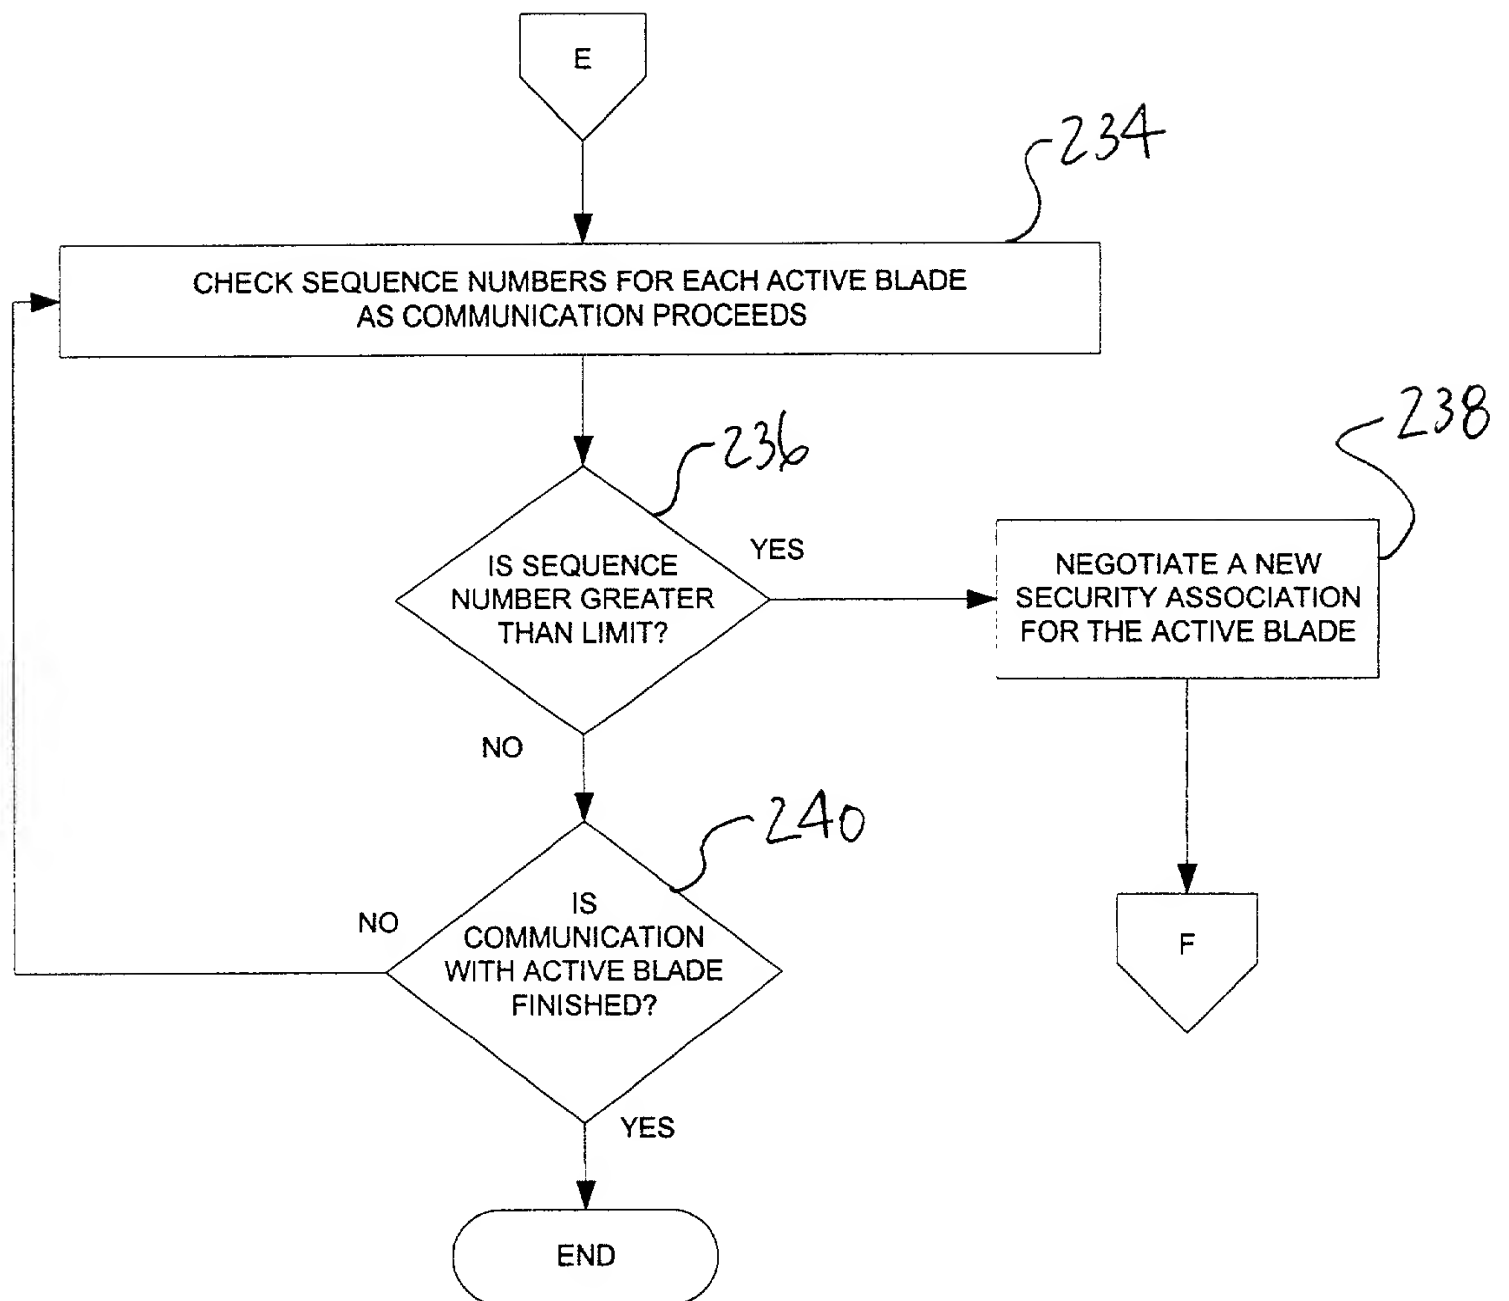 E
234
CHECK SEQUENCE NUMBERS FOR EACH ACTIVE BLADE
AS COMMUNICATION PROCEEDS
236
238
IS SEQUENCE
NUMBER GREATER
THAN LIMIT?
YES
NEGOTIATE A NEW
SECURITY ASSOCIATION
FOR THE ACTIVE BLADE
NO
240
IS
COMMUNICATION
WITH ACTIVE BLADE
FINISHED?
NO
F
YES
END